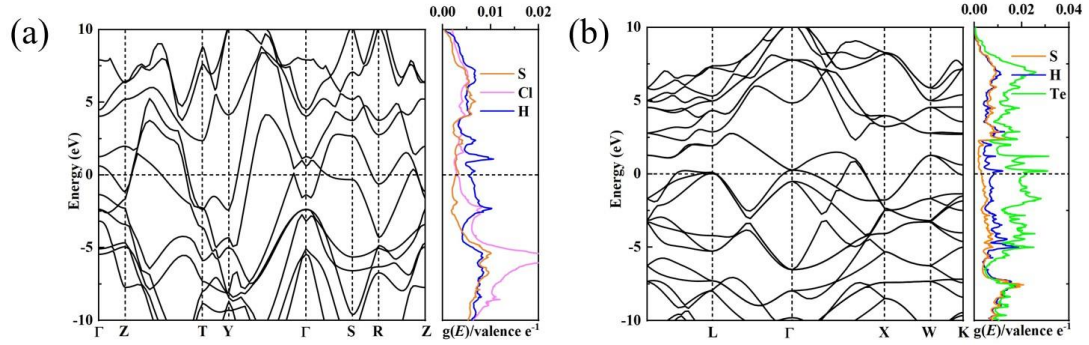 (a)
0.00 0.01 0.02
10
5
0
-5
-10
Energy (eV)
Γ Z T Y Γ S R Z
S
Cl
H
g(E)/valence e⁻¹
(b)
0.00 0.02 0.04
10
5
0
-5
-10
Energy (eV)
L Γ X W K
S
H
Te
g(E)/valence e⁻¹